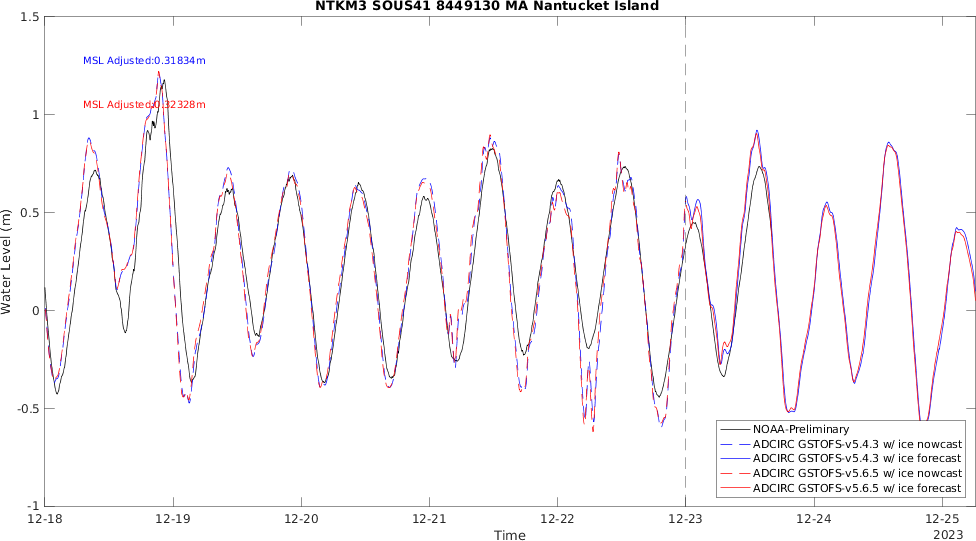 NTKM3 SOUS41 8449130 MA Nantucket Island
1.5
MSL Adjusted:0.31834m
MSL Adjusted:0.32328m
1
0.5
0
-0.5
-1
Water Level (m)
NOAA-Preliminary
ADCIRC GSTOFS-v5.4.3 w/ ice nowcast
ADCIRC GSTOFS-v5.4.3 w/ ice forecast
ADCIRC GSTOFS-v5.6.5 w/ ice nowcast
ADCIRC GSTOFS-v5.6.5 w/ ice forecast
12-18 12-19 12-20 12-21 12-22 12-23 12-24 12-25
Time
2023